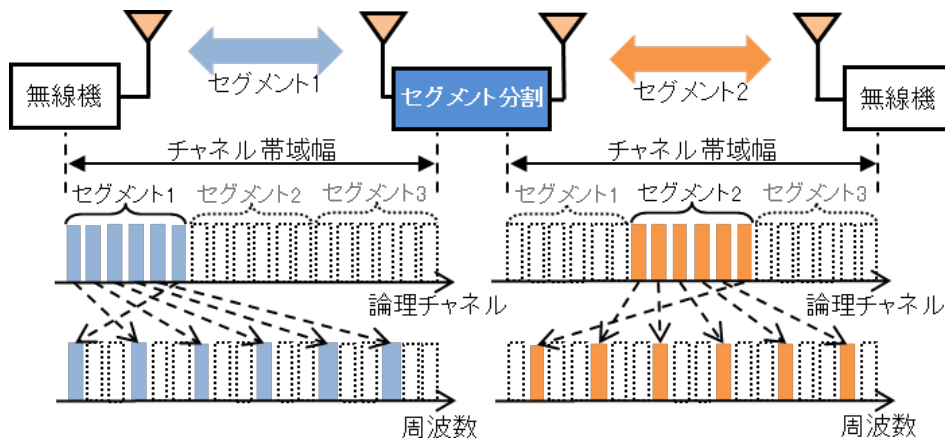 セグメント1
セグメント2
無線機
セグメント分割
無線機
チャネル帯域幅
チャネル帯域幅
セグメント1
セグメント2
セグメント3
セグメント1
セグメント2
セグメント3
論理チャネル
論理チャネル
周波数
周波数